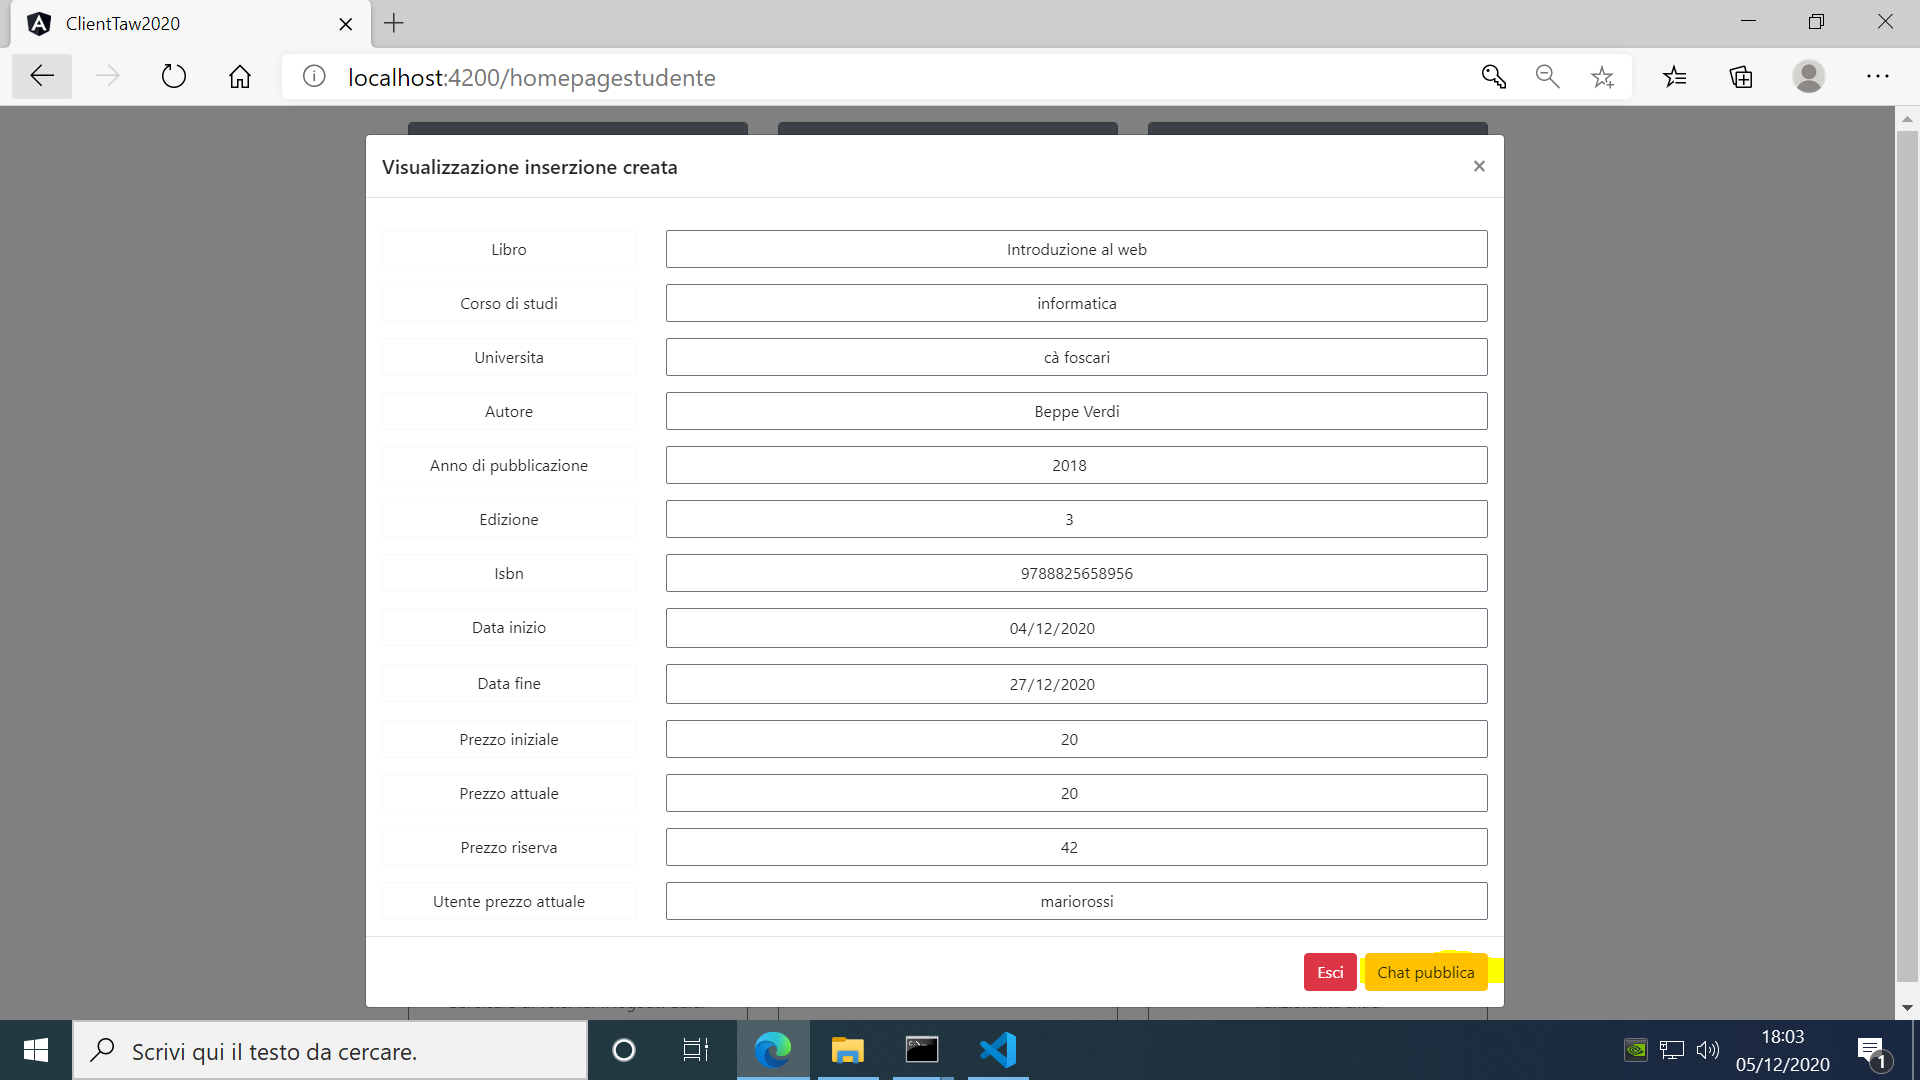 ClientTaw2020
localhost:4200/homepagestudente
Visualizzazione inserzione creata
×
Libro Introduzione al web
Corso di studi informatica
Universita cà foscari
Autore Beppe Verdi
Anno di pubblicazione 2018
Edizione 3
Isbn 9788825658956
Data inizio 04/12/2020
Data fine 27/12/2020
Prezzo iniziale 20
Prezzo attuale 20
Prezzo riserva 42
Utente prezzo attuale mariorossi
Esci Chat pubblica
Scrivi qui il testo da cercare.
18:03
05/12/2020
1